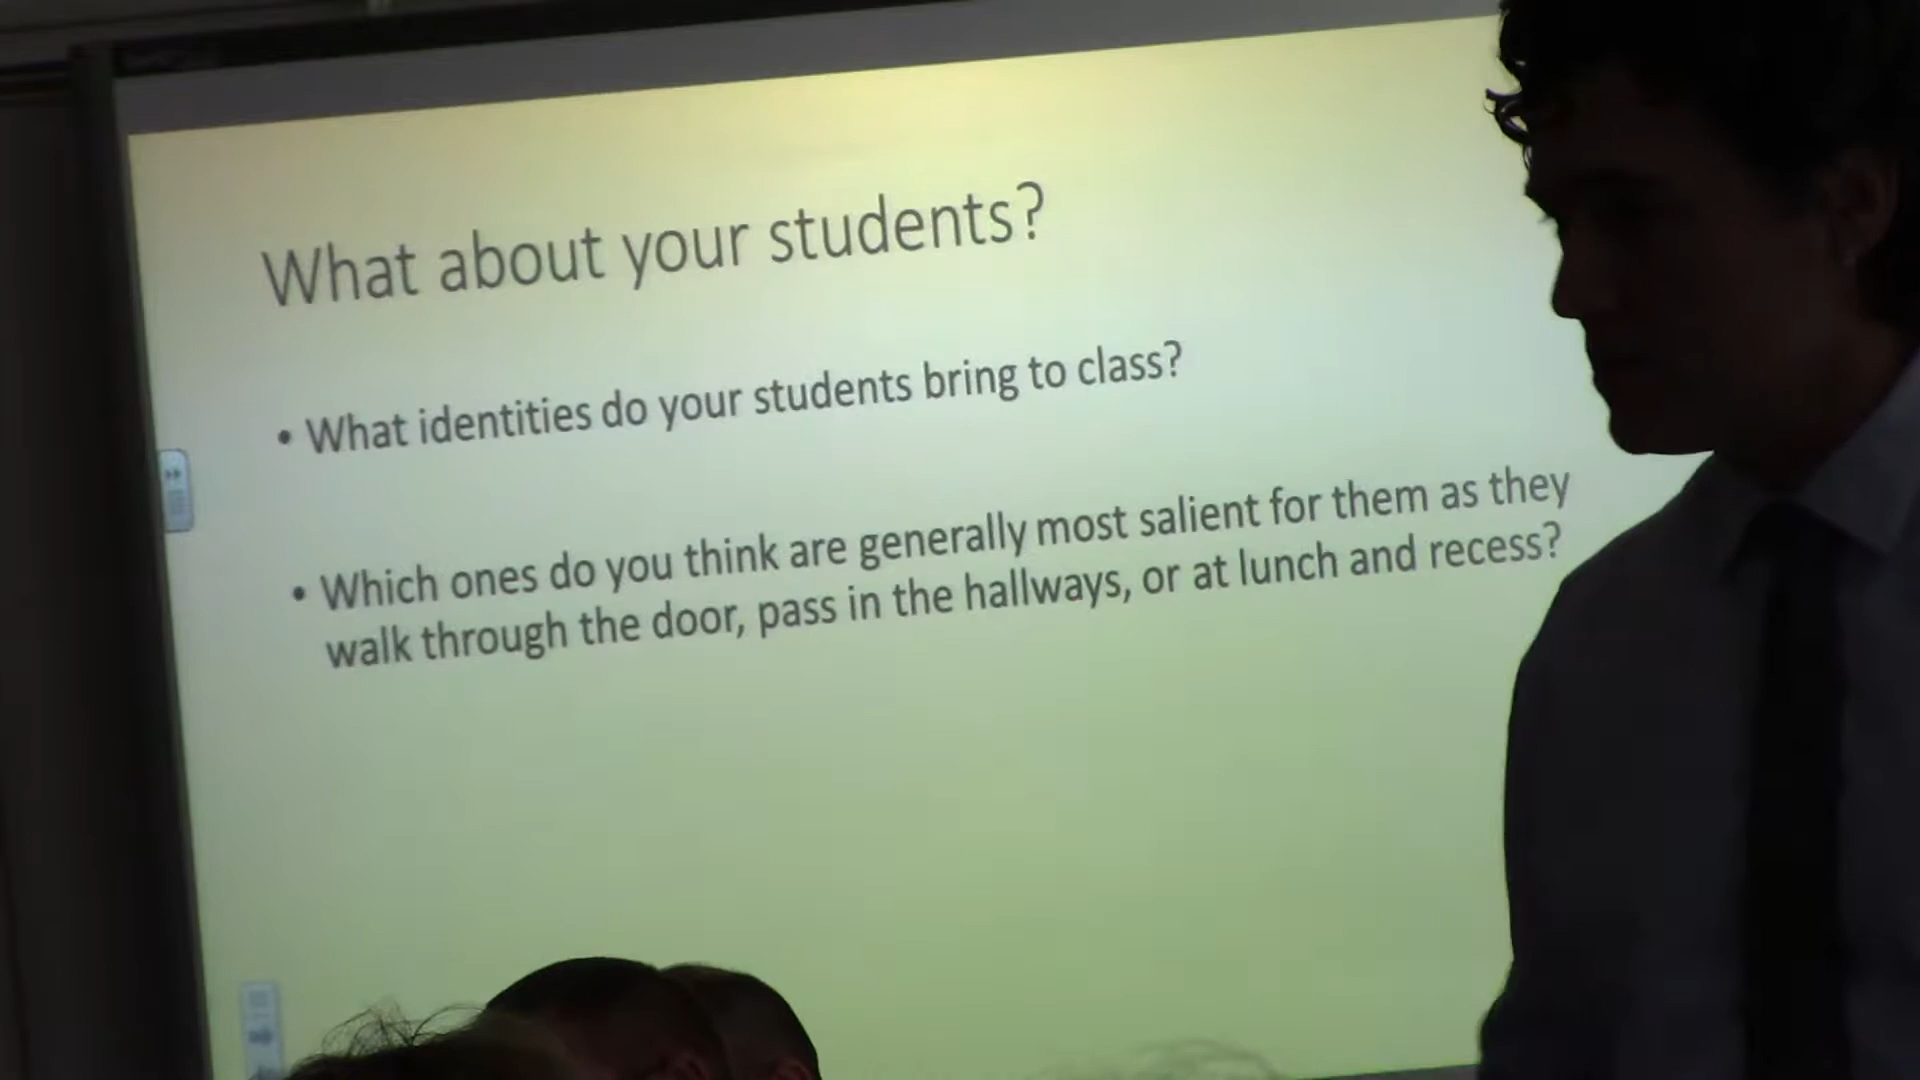 What about your students?
• What identities do your students bring to class?
• Which ones do you think are generally most salient for them as they
walk through the door, pass in the hallways, or at lunch and recess?